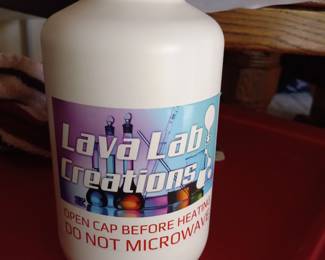 Lava Lab
Creations
OPEN CAP BEFORE HEATING
DO NOT MICROWAVE